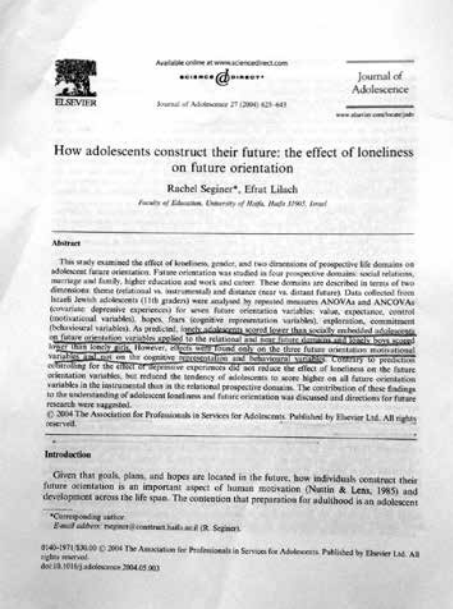 Available online at www.sciencedirect.com
SCIENCE DIRECT®
ELSEVIER
Journal of Adolescence 27 (2004) 625–643
Journal of
Adolescence
www.elsevier.com/locate/jado
How adolescents construct their future: the effect of loneliness
on future orientation
Rachel Seginer*, Efrat Lilach
Faculty of Education, University of Haifa, Haifa 31905, Israel
Abstract
This study examined the effect of loneliness, gender, and two dimensions of prospective life domains on
adolescent future orientation. Future orientation was studied in four prospective domains: social relations,
marriage and family, higher education and work and career. These domains are described in terms of two
dimensions: theme (relational vs. instrumental) and distance (near vs. distant future). Data collected from
Israeli Jewish adolescents (11th graders) were analysed by repeated measures ANOVAs and ANCOVAs
(covariate: depressive experiences) for seven future orientation variables: value, expectance, control
(motivational variables), hopes, fears (cognitive representation variables), exploration, commitment
(behavioural variables). As predicted, lonely adolescents scored lower than socially embedded adolescents
on future orientation variables applied to the relational and near future domains and lonely boys scored
lower than lonely girls. However, effects were found only on the three future orientation motivational
variables and not on the cognitive representation and behavioural variables. Contrary to prediction
controlling for the effect of depressive experiences did not reduce the effect of loneliness on the future
orientation variables, but reduced the tendency of adolescents to score higher on all future orientation
variables in the instrumental than in the relational prospective domains. The contribution of these findings
to the understanding of adolescent loneliness and future orientation was discussed and directions for future
research were suggested.
© 2004 The Association for Professionals in Services for Adolescents. Published by Elsevier Ltd. All rights
reserved.
Introduction
Given that goals, plans, and hopes are located in the future, how individuals construct their
future orientation is an important aspect of human motivation (Nuttin & Lens, 1985) and
development across the life span. The contention that preparation for adulthood is an adolescent
*Corresponding author.
E-mail address: rseginer@construct.haifa.ac.il (R. Seginer).
0140-1971/$30.00 © 2004 The Association for Professionals in Services for Adolescents. Published by Elsevier Ltd. All
rights reserved.
doi:10.1016/j.adolescence.2004.05.003